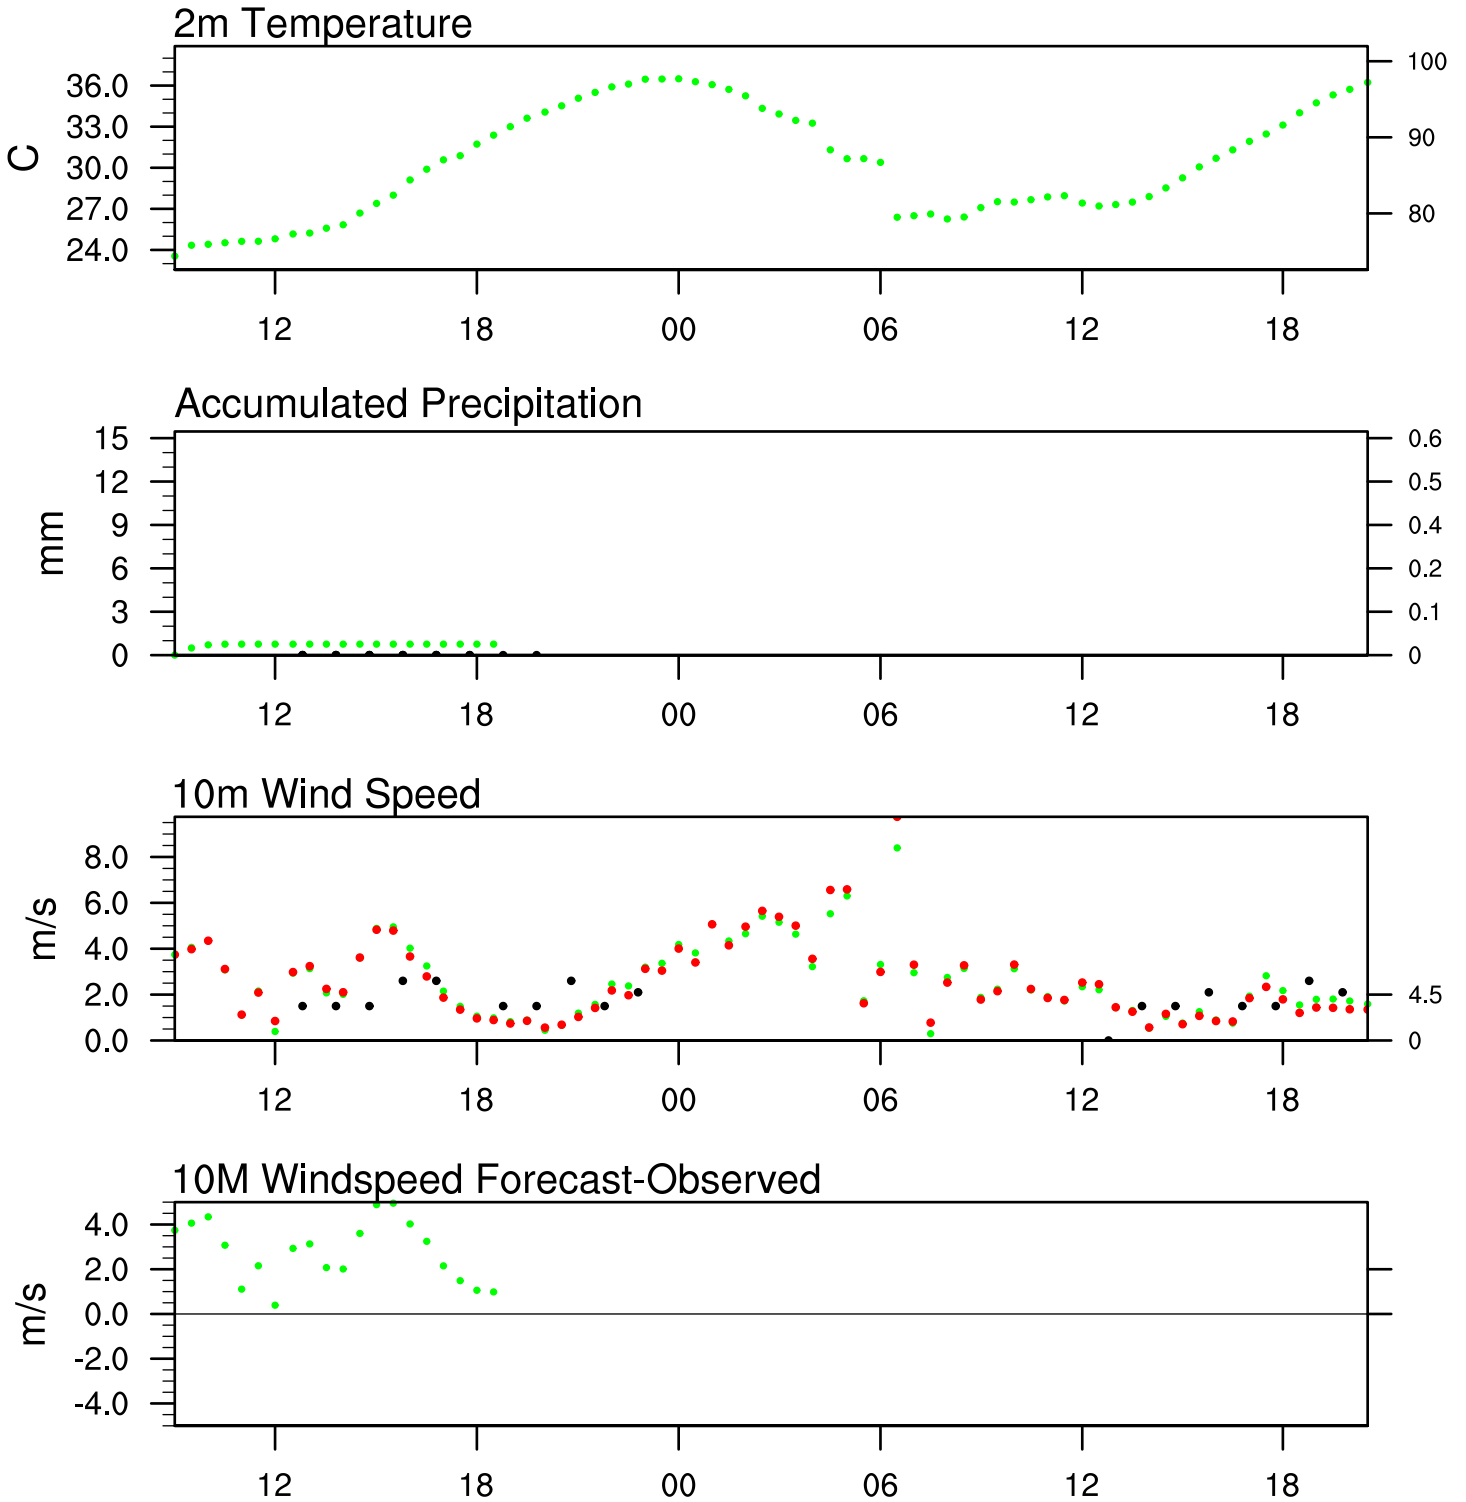 2m Temperature
36.0
33.0
30.0
27.0
24.0
C
100
90
80
12 18 00 06 12 18
Accumulated Precipitation
15
12
9
6
3
0
mm
0.6
0.5
0.4
0.2
0.1
0
12 18 00 06 12 18
10m Wind Speed
8.0
6.0
4.0
2.0
0.0
m/s
4.5
0
12 18 00 06 12 18
10M Windspeed Forecast-Observed
4.0
2.0
0.0
-2.0
-4.0
m/s
12 18 00 06 12 18